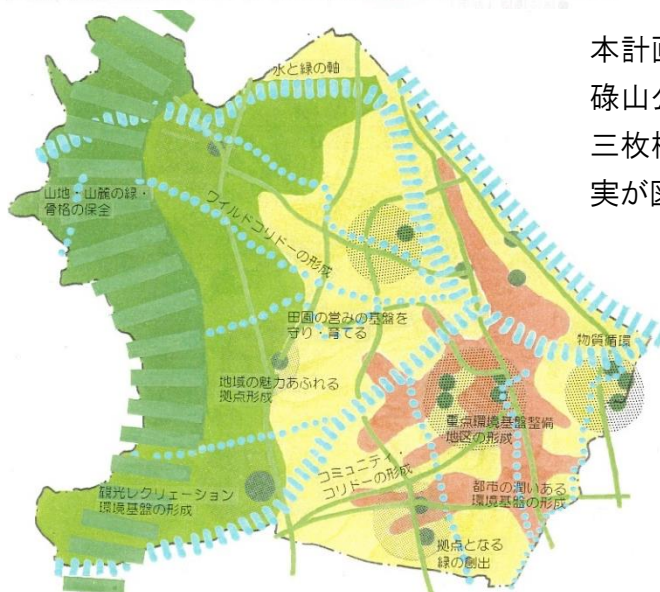 水と緑の軸
山地・山麓の緑・
骨格の保全
ワイルドコリドーの形成
田園の営みの基盤を
守り・育てる
物質循環
地域の魅力あふれる
拠点形成
重点環境基盤整備
地区の形成
コミュニティ・
コリドーの形成
観光レクリエーション
環境基盤の形成
都市の潤いある
環境基盤の形成
拠点となる
緑の創出
本計画
碌山公
三枚橋
実が図